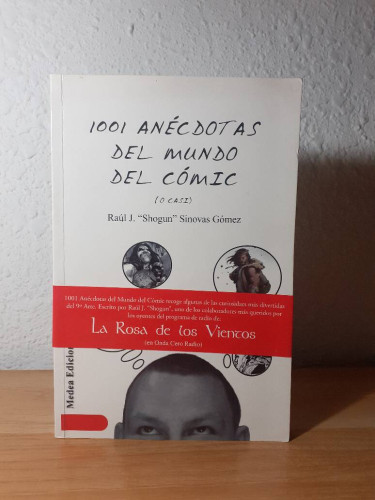 1001 ANÉCDOTAS
DEL MUNDO
DEL CÓMIC
(O CASI)
Raúl J. "Shogun" Sinovas Gómez
1001 Anécdotas del Mundo del Cómic recoge algunas de las curiosidades más divertidas
del 9º Arte. Escrito por Raúl J. "Shogun", uno de los colaboradores más queridos por
los oyentes del programa de radio de:
La Rosa de los Vientos
(en Onda Cero Radio)
Medea Edicion